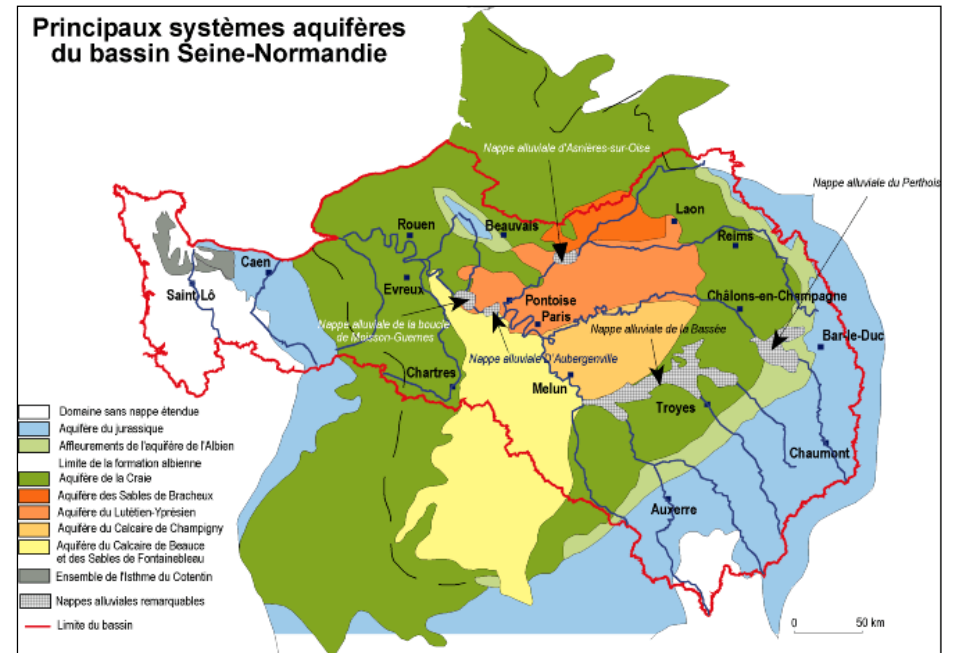 Principaux systèmes aquifères
du bassin Seine-Normandie
Nappe alluviale d'Asnières-sur-Oise
Nappe alluviale du Perthois
Laon
Rouen
Beauvais
Reims
Caen
Saint-Lô
Evreux
Pontoise
Paris
Châlons-en-Champagne
Nappe alluviale de la boucle
de Moisson-Guernes
Nappe alluviale de la Bassée
Bar-le-Duc
Nappe alluviale D'Aubergenville
Chartres
Melun
Troyes
Chaumont
Auxerre
Domaine sans nappe étendue
Aquifère du jurassique
Affleurements de l'aquifère de l'Albien
Limite de la formation albienne
Aquifère de la Craie
Aquifère des Sables de Bracheux
Aquifère du Lutétien-Yprésien
Aquifère du Calcaire de Champigny
Aquifère du Calcaire de Beauce
et des Sables de Fontainebleau
Ensemble de l'Isthme du Cotentin
Nappes alluviales remarquables
Limite du bassin
0 50 km